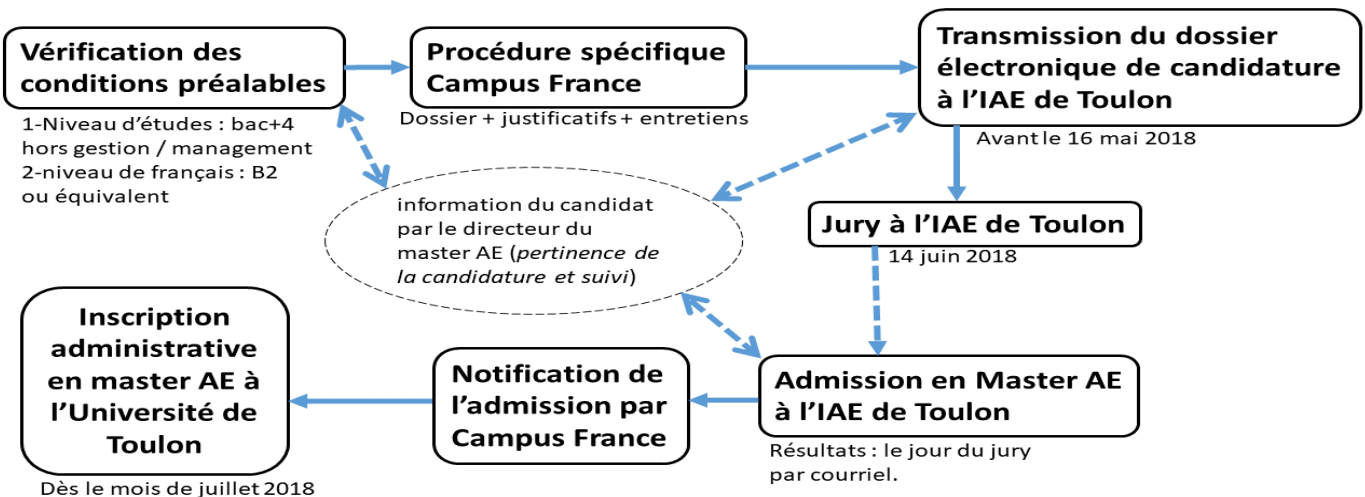 Vérification des
conditions préalables
1-Niveau d’études : bac+4
hors gestion / management
2-niveau de français : B2
ou équivalent
Procédure spécifique
Campus France
Dossier + justificatifs + entretiens
Transmission du dossier
électronique de candidature
à l’IAE de Toulon
Avant le 16 mai 2018
information du candidat
par le directeur du
master AE (pertinence de
la candidature et suivi)
Jury à l’IAE de Toulon
14 juin 2018
Admission en Master AE
à l’IAE de Toulon
Résultats : le jour du jury
par courriel.
Notification de
l’admission par
Campus France
Inscription
administrative
en master AE à
l’Université de
Toulon
Dès le mois de juillet 2018